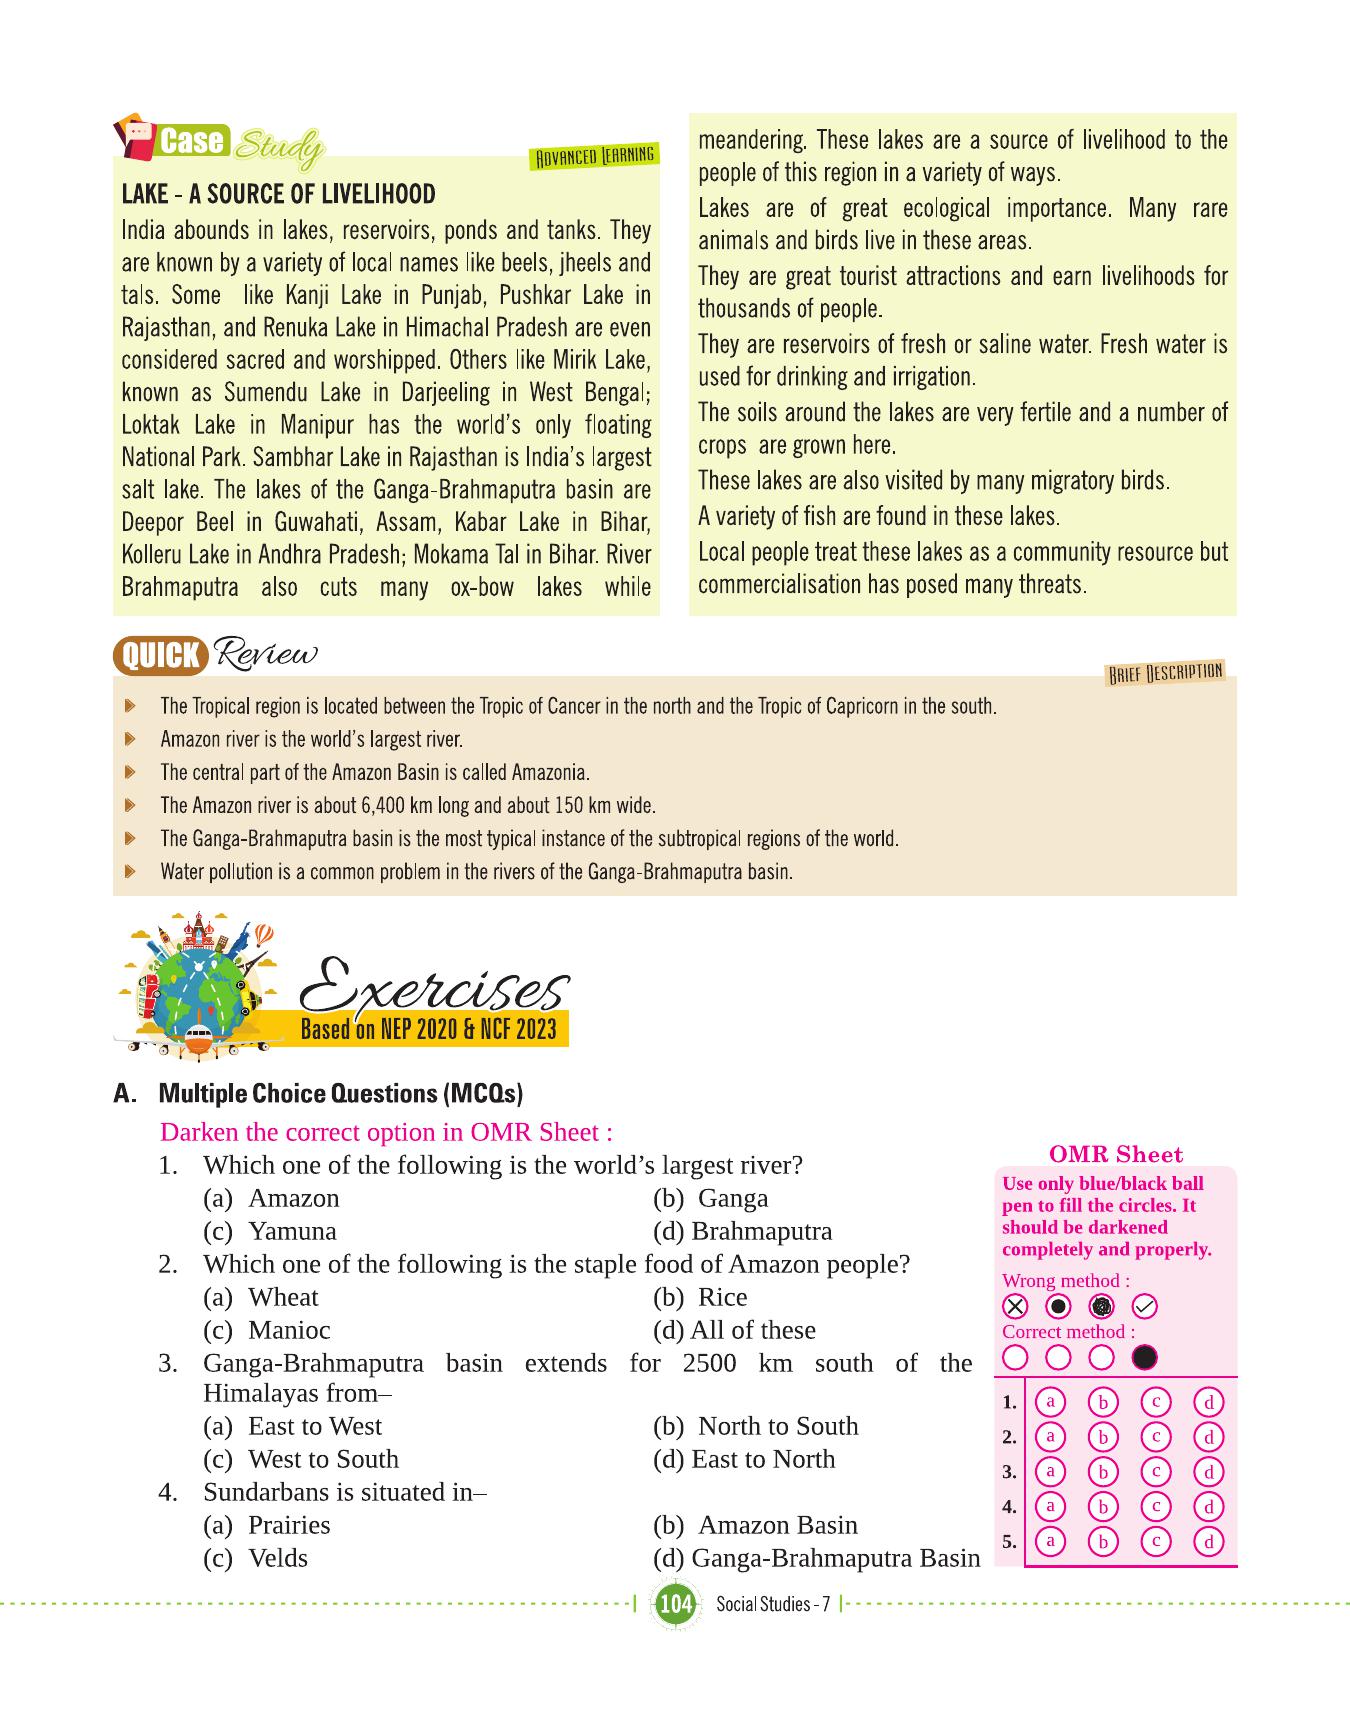 Case Study
ADVANCED LEARNING
LAKE - A SOURCE OF LIVELIHOOD
India abounds in lakes, reservoirs, ponds and tanks. They
are known by a variety of local names like beels, jheels and
tals. Some like Kanji Lake in Punjab, Pushkar Lake in
Rajasthan, and Renuka Lake in Himachal Pradesh are even
considered sacred and worshipped. Others like Mirik Lake,
known as Sumendu Lake in Darjeeling in West Bengal;
Loktak Lake in Manipur has the world's only floating
National Park. Sambhar Lake in Rajasthan is India's largest
salt lake. The lakes of the Ganga-Brahmaputra basin are
Deepor Beel in Guwahati, Assam, Kabar Lake in Bihar,
Kolleru Lake in Andhra Pradesh; Mokama Tal in Bihar. River
Brahmaputra also cuts many ox-bow lakes while
meandering. These lakes are a source of livelihood to the
people of this region in a variety of ways.
Lakes are of great ecological importance. Many rare
animals and birds live in these areas.
They are great tourist attractions and earn livelihoods for
thousands of people.
They are reservoirs of fresh or saline water. Fresh water is
used for drinking and irrigation.
The soils around the lakes are very fertile and a number of
crops are grown here.
These lakes are also visited by many migratory birds.
A variety of fish are found in these lakes.
Local people treat these lakes as a community resource but
commercialisation has posed many threats.
QUICK Review
BRIEF DESCRIPTION
The Tropical region is located between the Tropic of Cancer in the north and the Tropic of Capricorn in the south.
Amazon river is the world's largest river.
The central part of the Amazon Basin is called Amazonia.
The Amazon river is about 6,400 km long and about 150 km wide.
The Ganga-Brahmaputra basin is the most typical instance of the subtropical regions of the world.
Water pollution is a common problem in the rivers of the Ganga-Brahmaputra basin.
Exercises
Based on NEP 2020 & NCF 2023
A. Multiple Choice Questions (MCQs)
Darken the correct option in OMR Sheet :
1. Which one of the following is the world's largest river?
(a) Amazon (b) Ganga
(c) Yamuna (d) Brahmaputra
2. Which one of the following is the staple food of Amazon people?
(a) Wheat (b) Rice
(c) Manioc (d) All of these
3. Ganga-Brahmaputra basin extends for 2500 km south of the
Himalayas from–
(a) East to West (b) North to South
(c) West to South (d) East to North
4. Sundarbans is situated in–
(a) Prairies (b) Amazon Basin
(c) Velds (d) Ganga-Brahmaputra Basin
OMR Sheet
Use only blue/black ball
pen to fill the circles. It
should be darkened
completely and properly.
Wrong method :
Correct method :
1. a b c d
2. a b c d
3. a b c d
4. a b c d
5. a b c d
104 Social Studies - 7